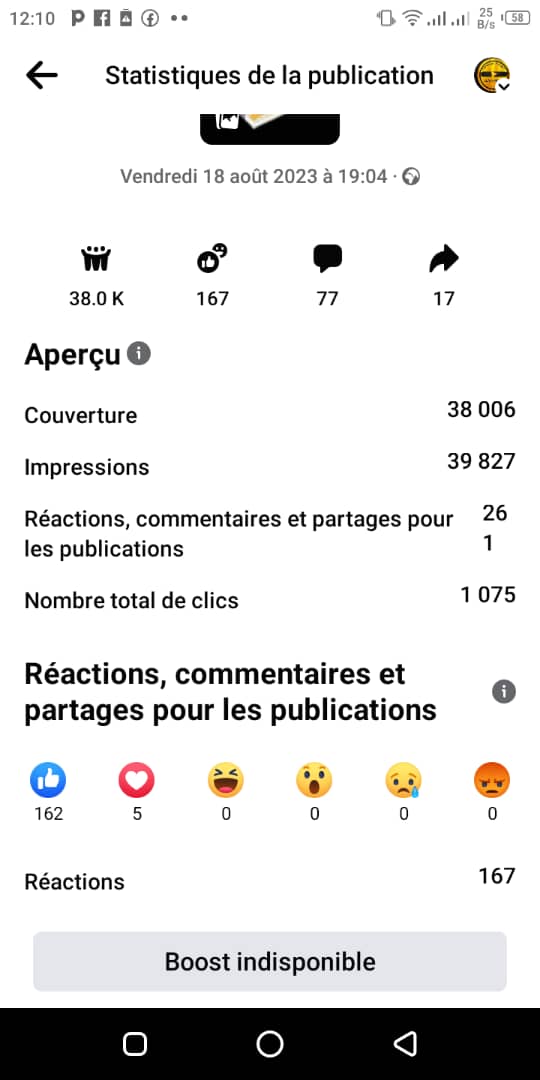 12:10
25
B/s
58
Statistiques de la publication
Vendredi 18 août 2023 à 19:04 ·
38.0 K
167
77
17
Aperçu
Couverture
38 006
Impressions
39 827
Réactions, commentaires et partages pour
les publications
26
1
Nombre total de clics
1 075
Réactions, commentaires et
partages pour les publications
162
5
0
0
0
0
Réactions
167
Boost indisponible